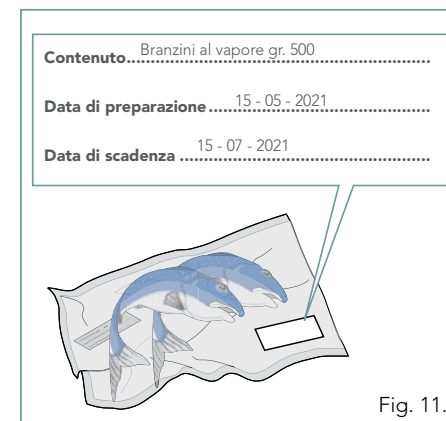 Contenuto...Branzini al vapore gr. 500...
Data di preparazione...15 - 05 - 2021...
Data di scadenza ...15 - 07 - 2021...
Fig. 11.